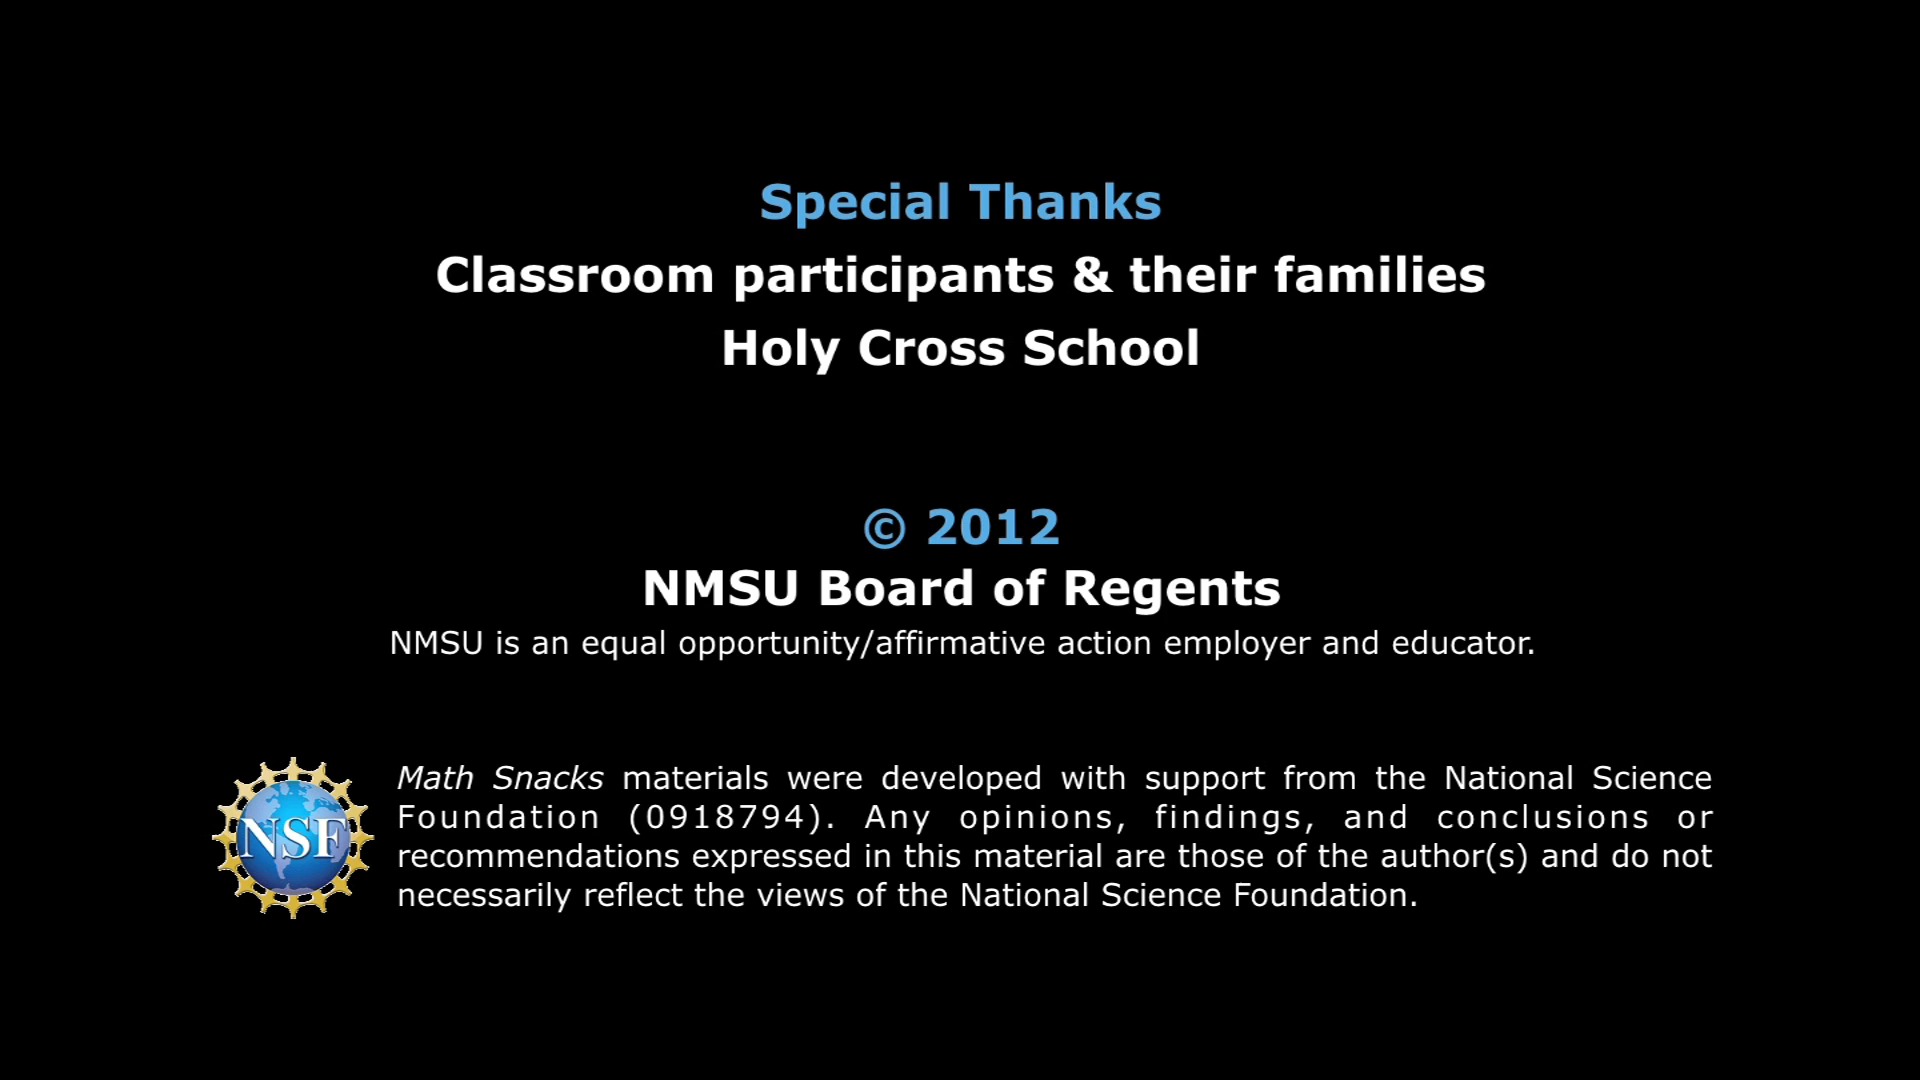 Special Thanks
Classroom participants & their families
Holy Cross School
© 2012
NMSU Board of Regents
NMSU is an equal opportunity/affirmative action employer and educator.
NSF
Math Snacks materials were developed with support from the National Science
Foundation (0918794). Any opinions, findings, and conclusions or
recommendations expressed in this material are those of the author(s) and do not
necessarily reflect the views of the National Science Foundation.